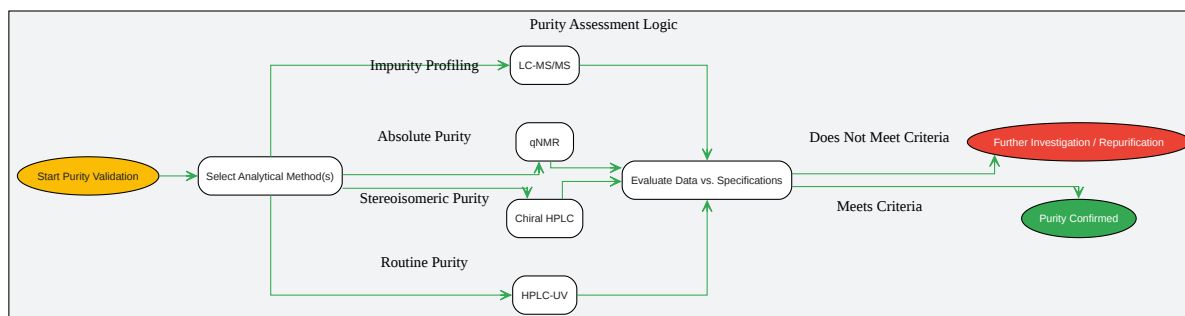 Purity Assessment Logic
Impurity Profiling
LC-MS/MS
Absolute Purity
qNMR
Does Not Meet Criteria
Further Investigation / Repurification
Start Purity Validation
Select Analytical Method(s)
Evaluate Data vs. Specifications
Stereoisomeric Purity
Chiral HPLC
Meets Criteria
Purity Confirmed
Routine Purity
HPLC-UV